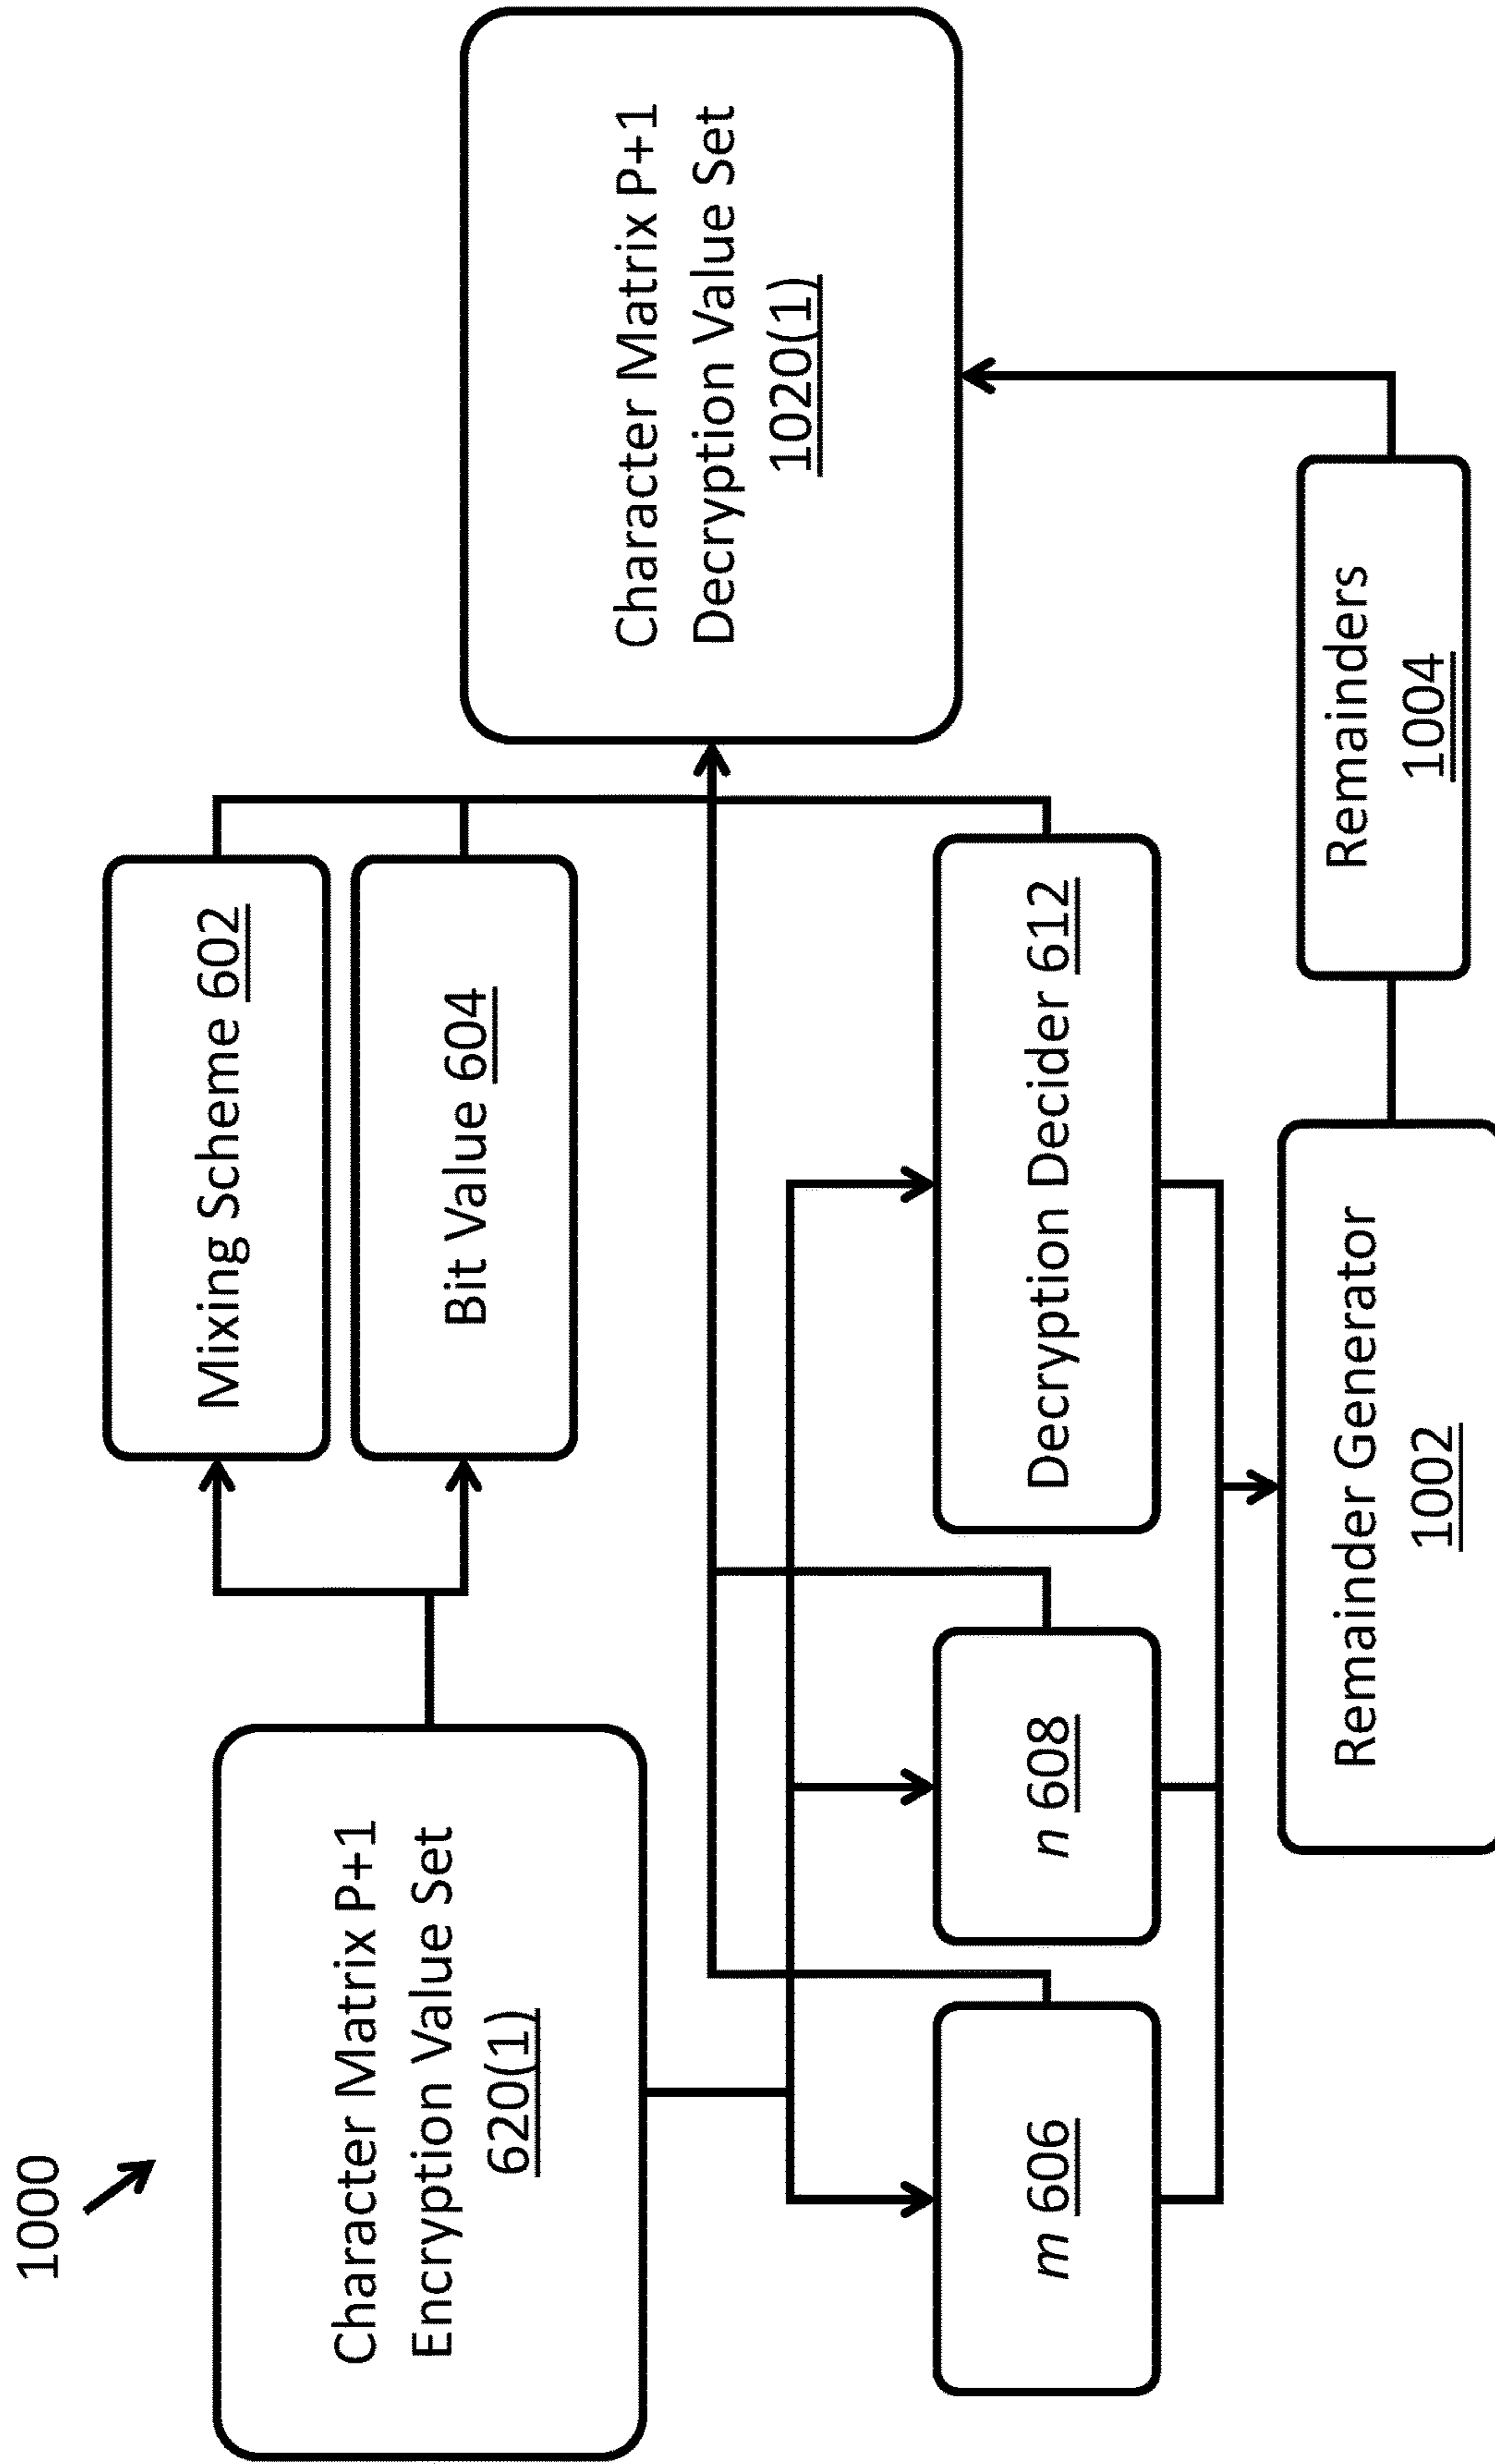 1000
Character Matrix P+1
Encryption Value Set
620(1)
Mixing Scheme 602
Bit Value 604
Character Matrix P+1
Decryption Value Set
1020(1)
m 606
n 608
Decryption Decider 612
Remainder Generator
1002
Remainders
1004